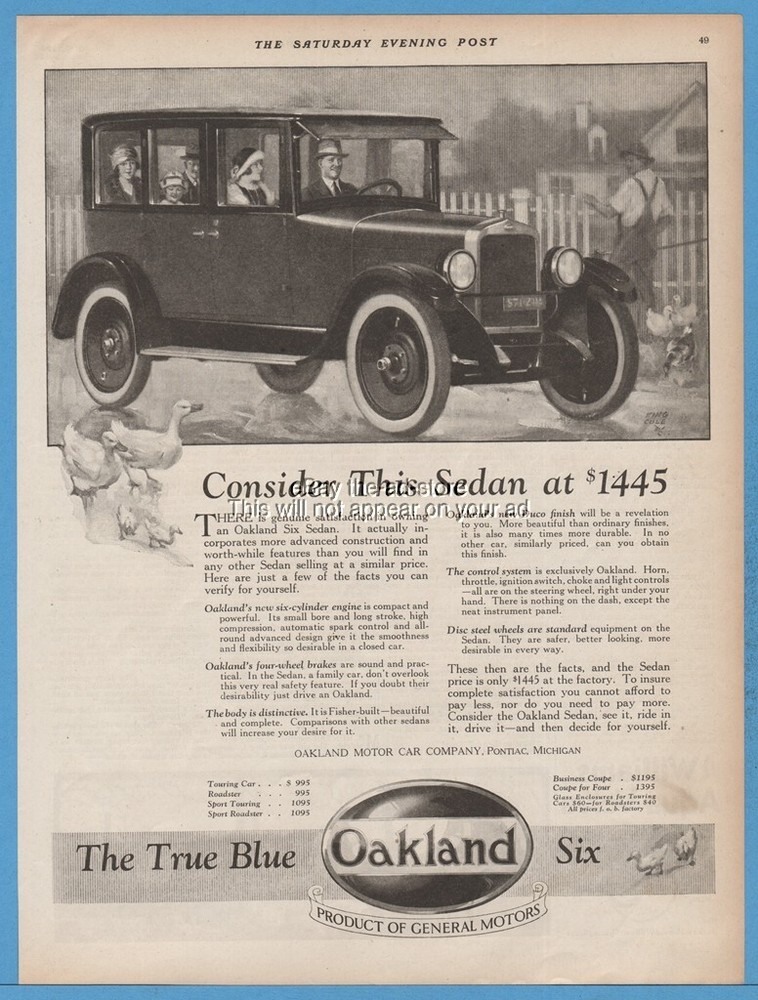 THE SATURDAY EVENING POST
49
KING
COLE
Consider This Sedan at $1445
eBay the-ad-store
This will not appear on your ad
THERE is genuine satisfaction in owning
an Oakland Six Sedan. It actually in-
corporates more advanced construction and
worth-while features than you will find in
any other Sedan selling at a similar price.
Here are just a few of the facts you can
verify for yourself.
Oakland's new six-cylinder engine is compact and
powerful. Its small bore and long stroke, high
compression, automatic spark control and all-
round advanced design give it the smoothness
and flexibility so desirable in a closed car.
Oakland's four-wheel brakes are sound and prac-
tical. In the Sedan, a family car, don't overlook
this very real safety feature. If you doubt their
desirability just drive an Oakland.
The body is distinctive. It is Fisher-built—beautiful
and complete. Comparisons with other sedans
will increase your desire for it.
Oakland's new Duco finish will be a revelation
to you. More beautiful than ordinary finishes,
it is also many times more durable. In no
other car, similarly priced, can you obtain
this finish.
The control system is exclusively Oakland. Horn,
throttle, ignition switch, choke and light controls
—all are on the steering wheel, right under your
hand. There is nothing on the dash, except the
neat instrument panel.
Disc steel wheels are standard equipment on the
Sedan. They are safer, better looking, more
desirable in every way.
These then are the facts, and the Sedan
price is only $1445 at the factory. To insure
complete satisfaction you cannot afford to
pay less, nor do you need to pay more.
Consider the Oakland Sedan, see it, ride in
it, drive it—and then decide for yourself.
OAKLAND MOTOR CAR COMPANY, PONTIAC, MICHIGAN
Touring Car . . . $ 995
Roadster . . . 995
Sport Touring . . 1095
Sport Roadster . . 1095
Business Coupe . $1195
Coupe for Four . 1395
Glass Enclosures for Touring
Cars $60—for Roadsters $40
All prices f. o. b. factory
The True Blue Oakland Six
PRODUCT OF GENERAL MOTORS